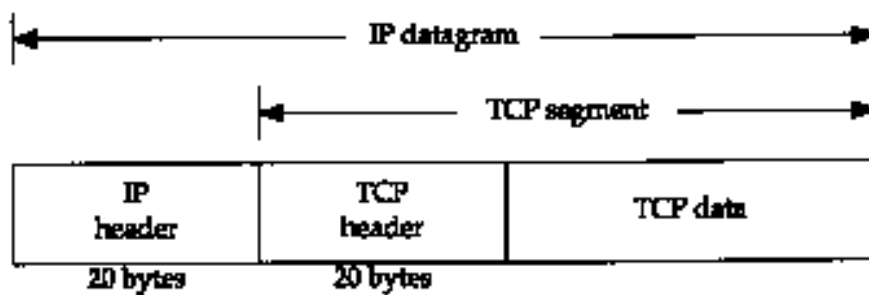 IP datagram
TCP segment
IP
header
TCP
header
TCP data
20 bytes
20 bytes